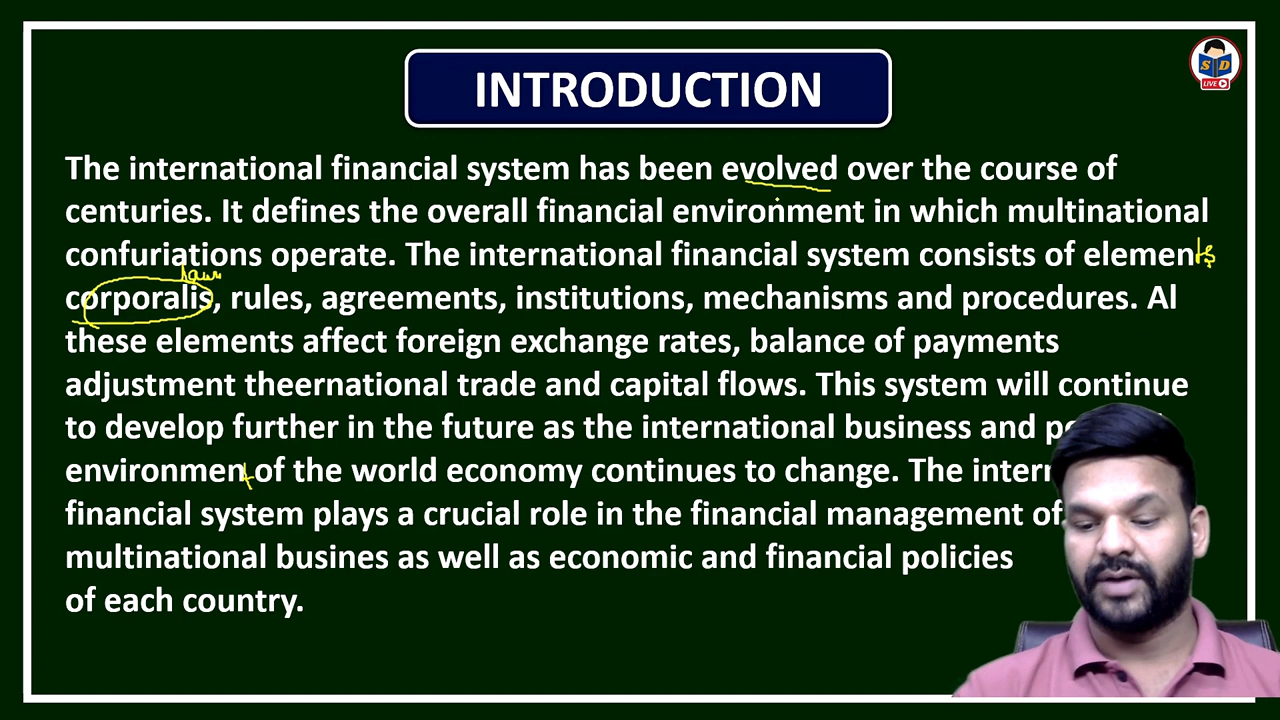 S D
LIVE
INTRODUCTION
The international financial system has been evolved over the course of
centuries. It defines the overall financial environment in which multinational
confuriations operate. The international financial system consists of elements
laws
corporalis, rules, agreements, institutions, mechanisms and procedures. Al
these elements affect foreign exchange rates, balance of payments
adjustment theernational trade and capital flows. This system will continue
to develop further in the future as the international business and
environment of the world economy continues to change. The
financial system plays a crucial role in the financial management of
multinational busines as well as economic and financial policies
of each country.